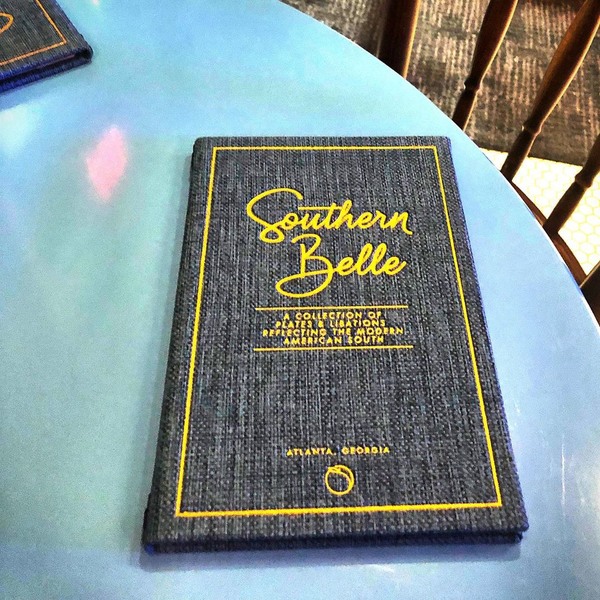 Southern
Belle
A COLLECTION OF
PLATES & LIBATIONS
REFLECTING THE MODERN
AMERICAN SOUTH
ATLANTA, GEORGIA